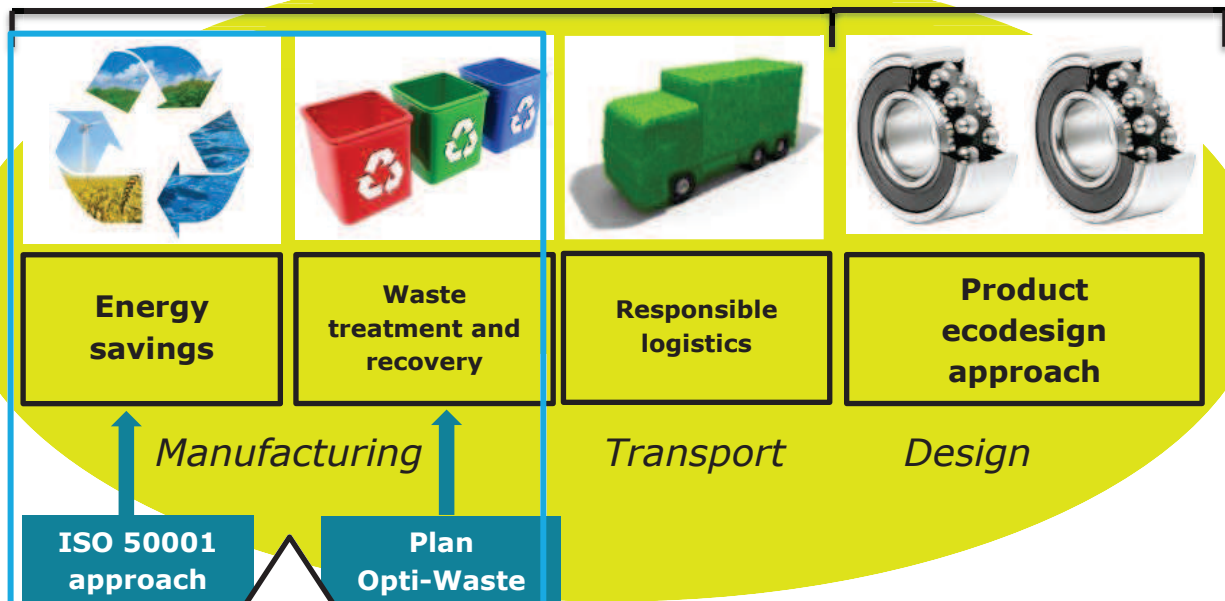 Energy
savings
Waste
treatment and
recovery
Responsible
logistics
Product
ecodesign
approach
Manufacturing
Transport
Design
ISO 50001
approach
Plan
Opti-Waste